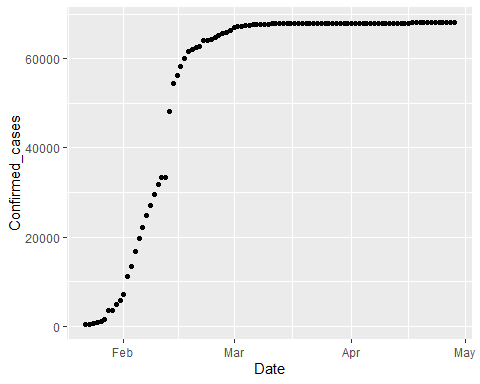 Confirmed_cases
60000
40000
20000
0
Feb
Mar
Apr
May
Date